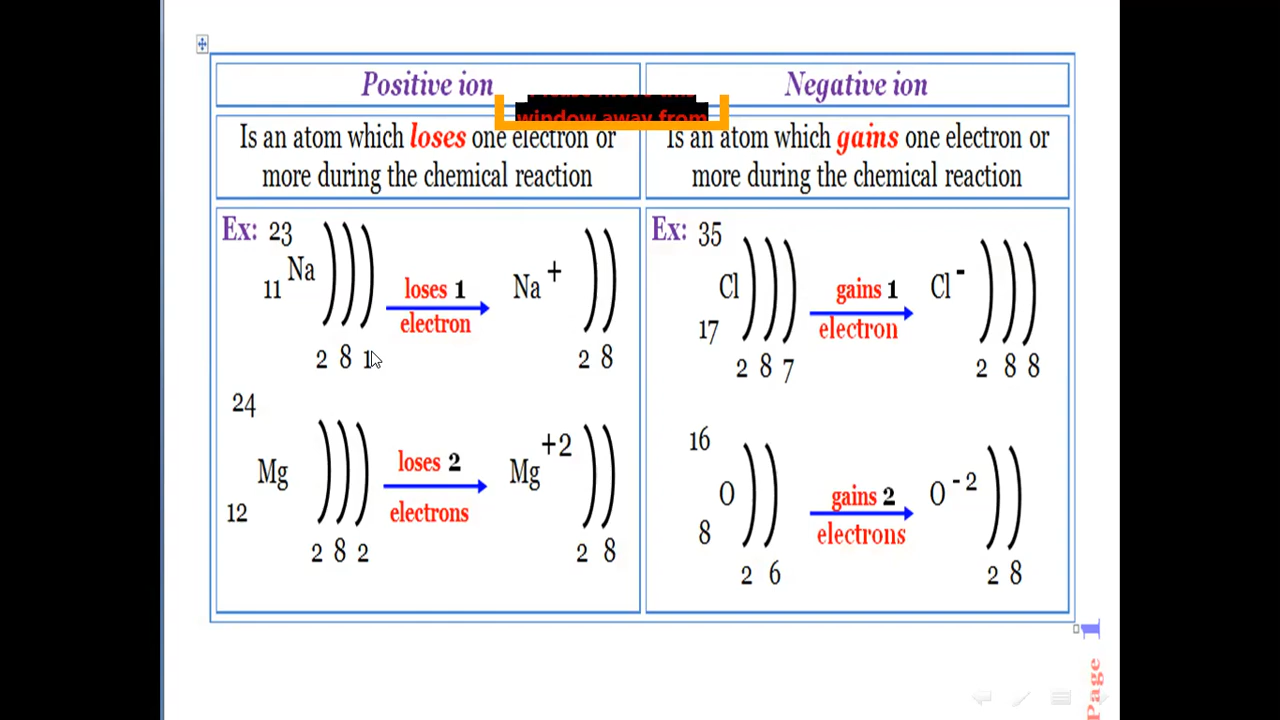 Positive ion
Negative ion
window away from
Is an atom which loses one electron or
more during the chemical reaction
Is an atom which gains one electron or
more during the chemical reaction
Ex: 23
Na
11
2 8 1
loses 1
electron
Na +
2 8
24
Mg
12
2 8 2
loses 2
electrons
Mg +2
2 8
Ex: 35
Cl
17
2 8 7
gains 1
electron
Cl -
2 8 8
16
O
8
2 6
gains 2
electrons
O - 2
2 8
Page 1